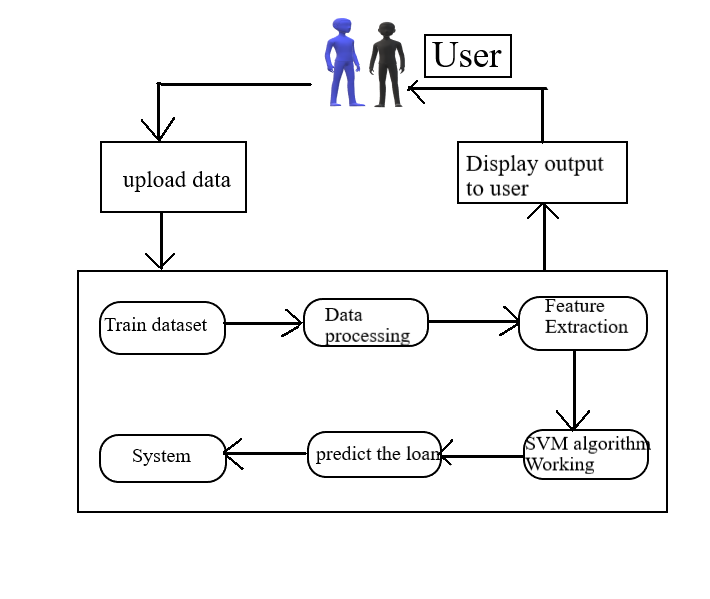 User
upload data
Display output
to user
Train dataset
Data
processing
Feature
Extraction
System
predict the loan
SVM algorithm
Working